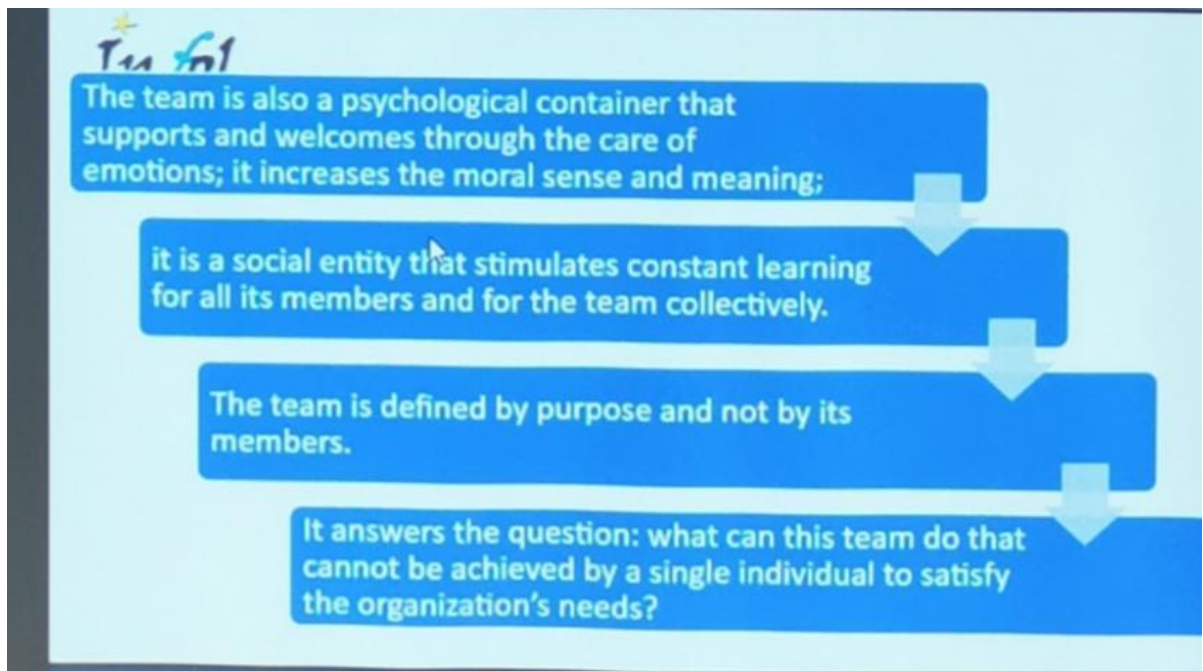 The team is also a psychological container that
supports and welcomes through the care of
emotions; it increases the moral sense and meaning;
it is a social entity that stimulates constant learning
for all its members and for the team collectively.
The team is defined by purpose and not by its
members.
It answers the question: what can this team do that
cannot be achieved by a single individual to satisfy
the organization's needs?